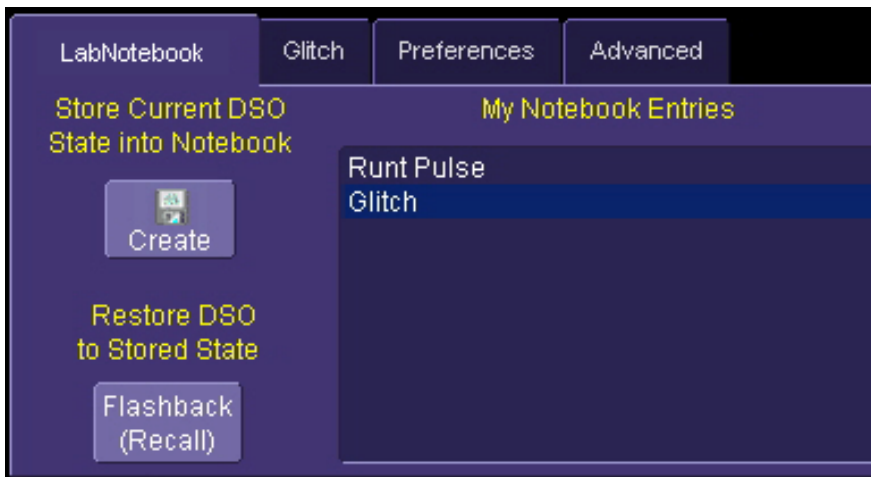 LabNotebook Glitch Preferences Advanced
Store Current DSO
State into Notebook
Create
Restore DSO
to Stored State
Flashback
(Recall)
My Notebook Entries
Runt Pulse
Glitch